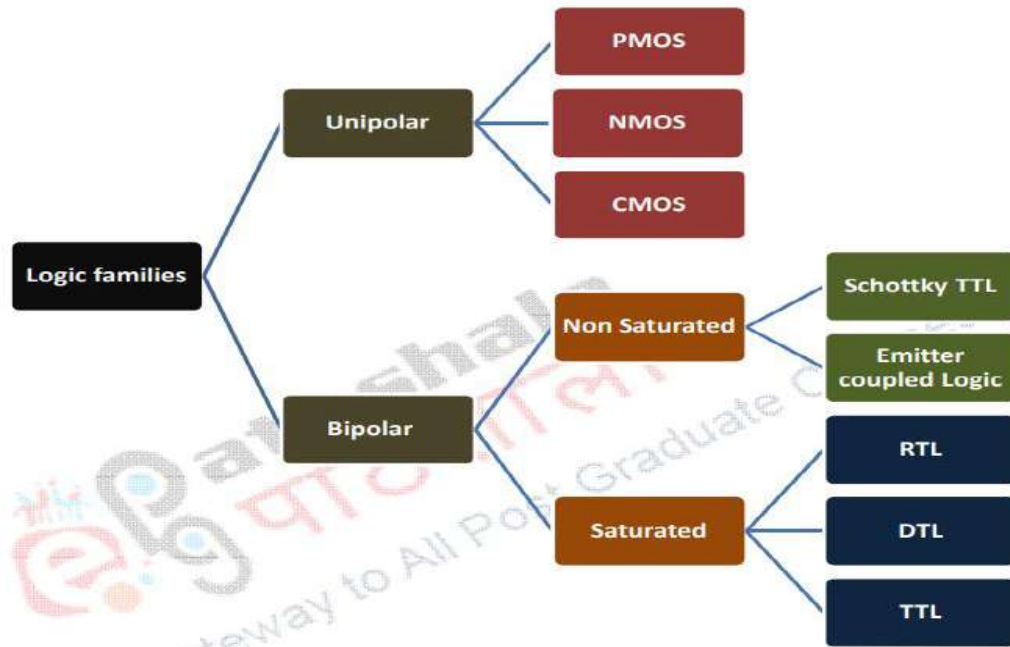 PMOS
Unipolar
NMOS
CMOS
Logic families
Schottky TTL
Non Saturated
Emitter
coupled Logic
Bipolar
RTL
Saturated
DTL
TTL
पाठशाला
Gateway to All Post Graduate